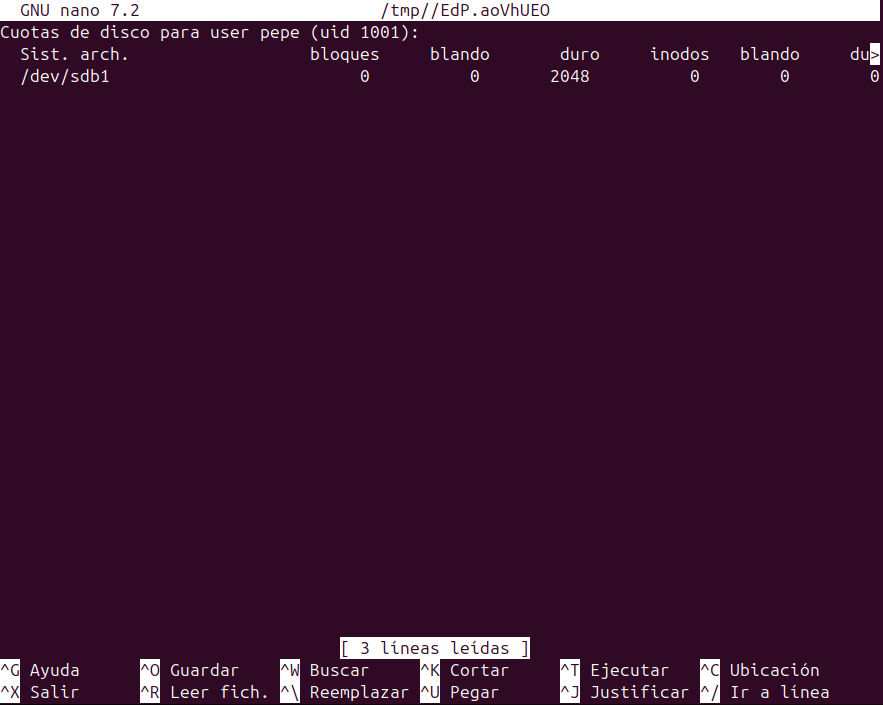 GNU nano 7.2 /tmp//EdP.aoVhUEO
Cuotas de disco para user pepe (uid 1001):
Sist. arch. bloques blando duro inodos blando du>
/dev/sdb1 0 0 2048 0 0 0
[ 3 líneas leídas ]
^G Ayuda ^O Guardar ^W Buscar ^K Cortar ^T Ejecutar ^C Ubicación
^X Salir ^R Leer fich. ^\ Reemplazar ^U Pegar ^J Justificar ^/ Ir a línea